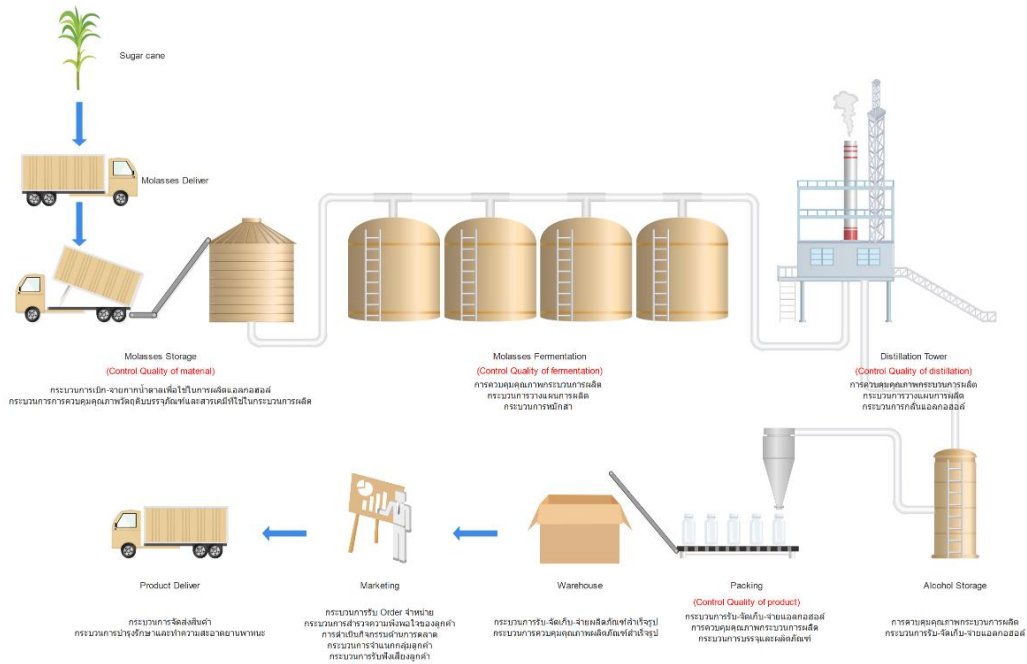 Sugar cane
Molasses Deliver
Molasses Storage
(Control Quality of material)
กระบวนการเบิก-จ่ายกากน้ำตาลเพื่อใช้ในการผลิตแอลกอฮอล์
กระบวนการการควบคุมคุณภาพวัตถุดิบบรรจุภัณฑ์และสารเคมีที่ใช้ในกระบวนการผลิต
Molasses Fermentation
(Control Quality of fermentation)
การควบคุมคุณภาพกระบวนการผลิต
กระบวนการวางแผนการผลิต
กระบวนการหมักส่า
Distillation Tower
(Control Quality of distillation)
การควบคุมคุณภาพกระบวนการผลิต
กระบวนการวางแผนการผลิต
กระบวนการกลั่นแอลกอฮอล์
Product Deliver
กระบวนการจัดส่งสินค้า
กระบวนการบำรุงรักษาและทำความสะอาดยานพาหนะ
Marketing
กระบวนการรับ Order จำหน่าย
กระบวนการสำรวจความพึงพอใจของลูกค้า
การดำเนินกิจกรรมด้านการตลาด
กระบวนการจำแนกกลุ่มลูกค้า
กระบวนการรับฟังเสียงลูกค้า
Warehouse
กระบวนการรับ-จัดเก็บ-จ่ายผลิตภัณฑ์สำเร็จรูป
กระบวนการควบคุมคุณภาพผลิตภัณฑ์สำเร็จรูป
Packing
(Control Quality of product)
กระบวนการรับ-จัดเก็บ-จ่ายแอลกอฮอล์
การควบคุมคุณภาพกระบวนการผลิต
กระบวนการบรรจุและผลิตภัณฑ์
Alcohol Storage
การควบคุมคุณภาพกระบวนการผลิต
กระบวนการรับ-จัดเก็บ-จ่ายแอลกอฮอล์